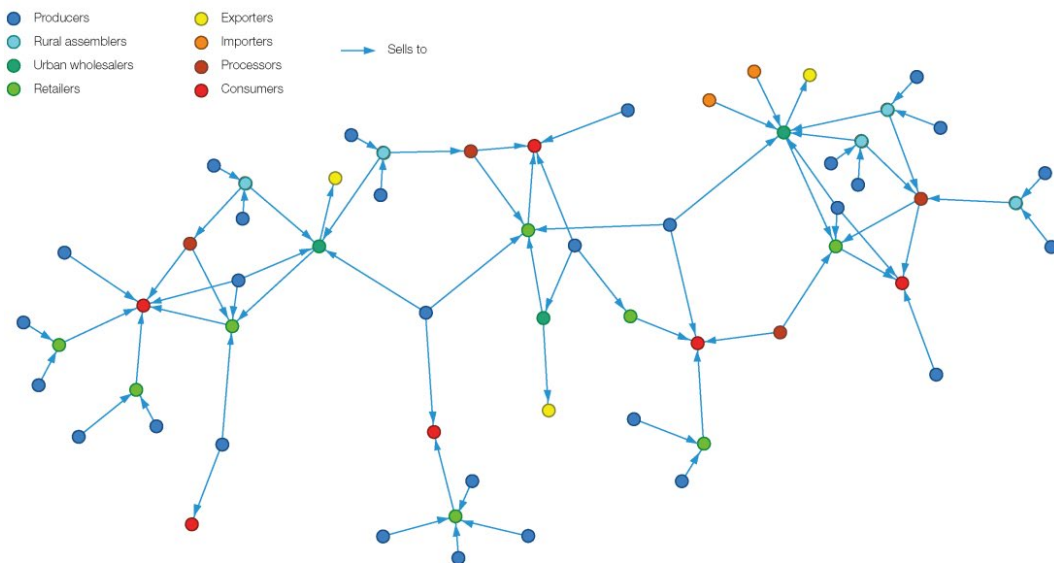 Producers
Rural assemblers
Urban wholesalers
Retailers
Exporters
Importers
Processors
Consumers
Sells to